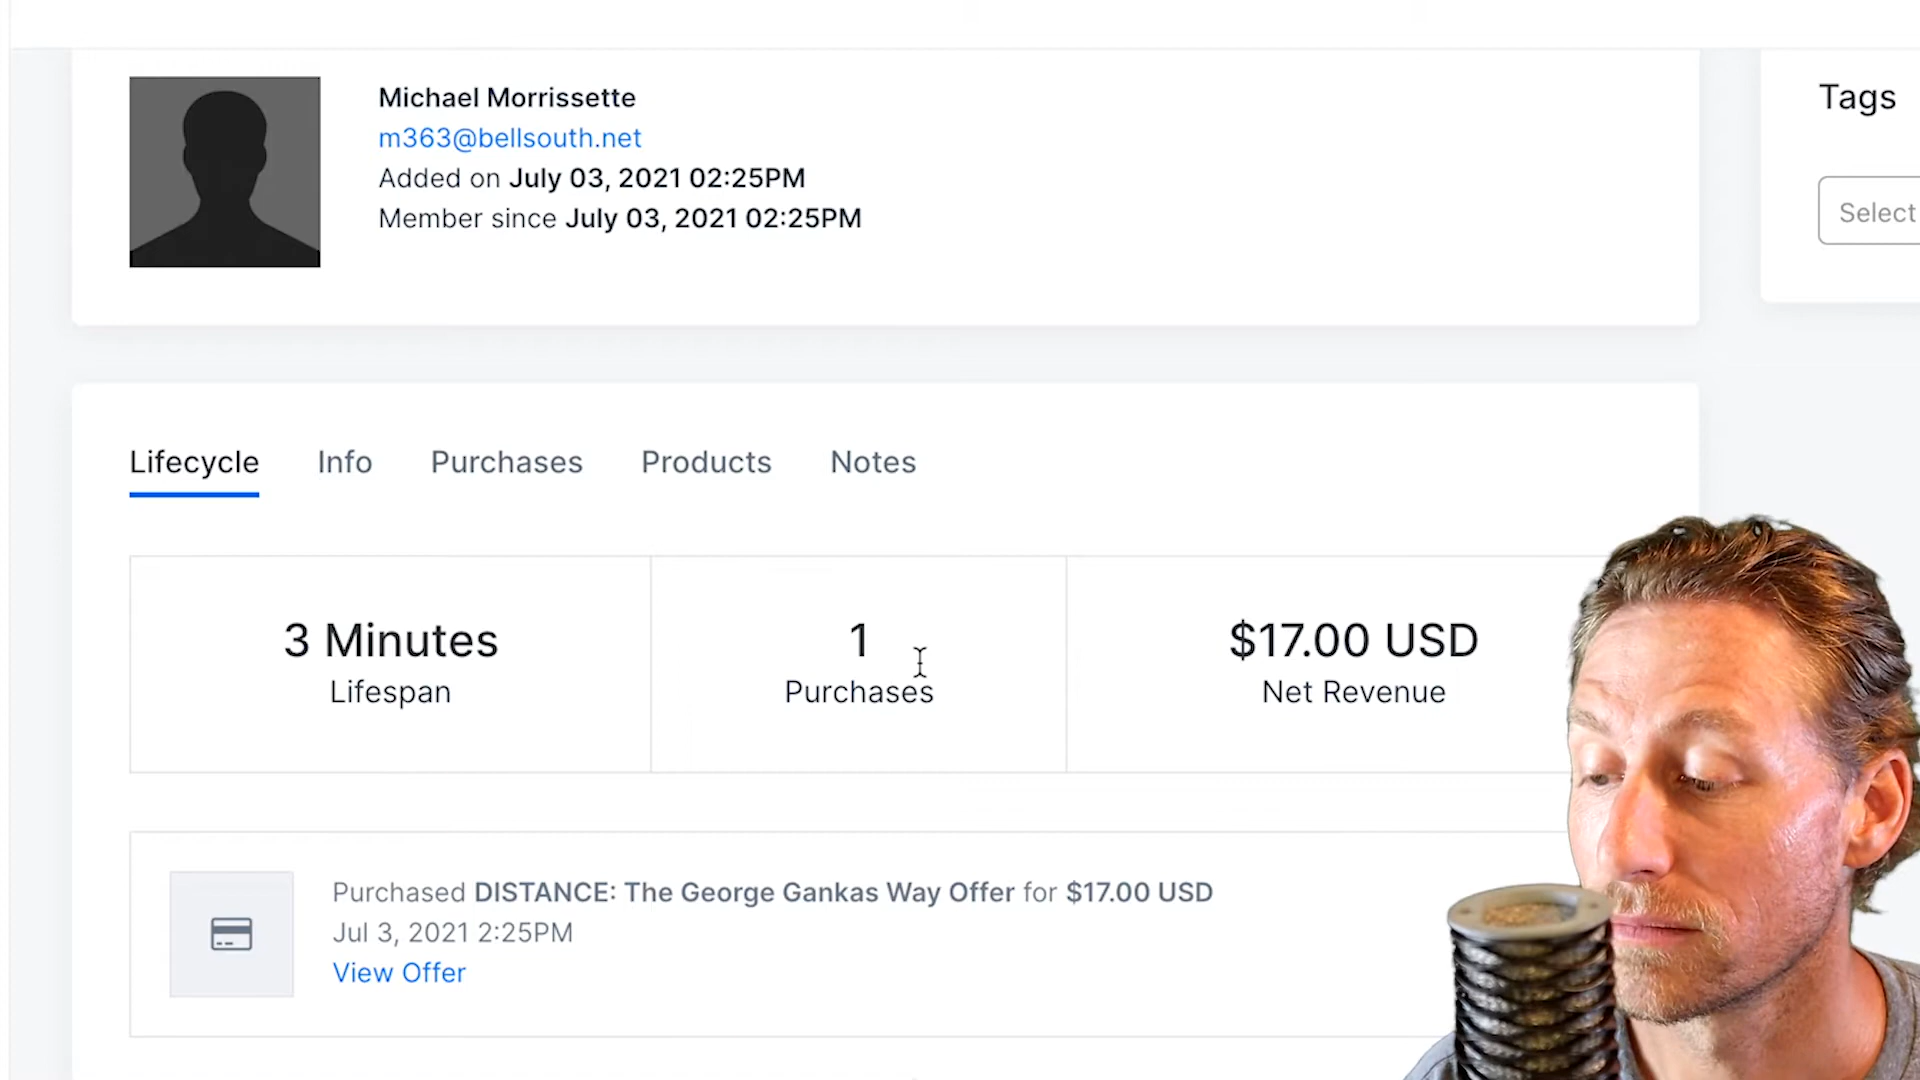 Michael Morrissette
m363@bellsouth.net
Added on July 03, 2021 02:25PM
Member since July 03, 2021 02:25PM
Tags
Select
Lifecycle Info Purchases Products Notes
3 Minutes
Lifespan
1
Purchases
$17.00 USD
Net Revenue
Purchased DISTANCE: The George Gankas Way Offer for $17.00 USD
Jul 3, 2021 2:25PM
View Offer